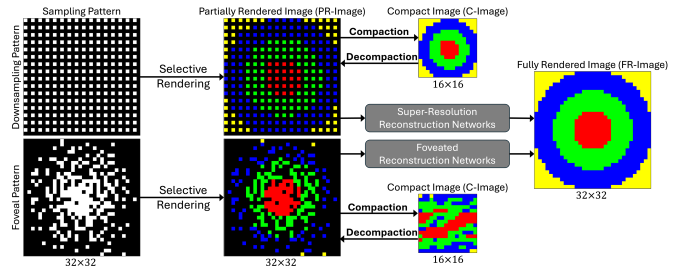 Sampling Pattern
Partially Rendered Image (PR-Image)
Compact Image (C-Image)
Downsampling Pattern
Selective
Rendering
Compaction
Decompaction
16×16
Fully Rendered Image (FR-Image)
Super-Resolution
Reconstruction Networks
Foveated
Reconstruction Networks
32×32
Foveal Pattern
Selective
Rendering
Compact Image (C-Image)
Compaction
Decompaction
32×32
32×32
16×16